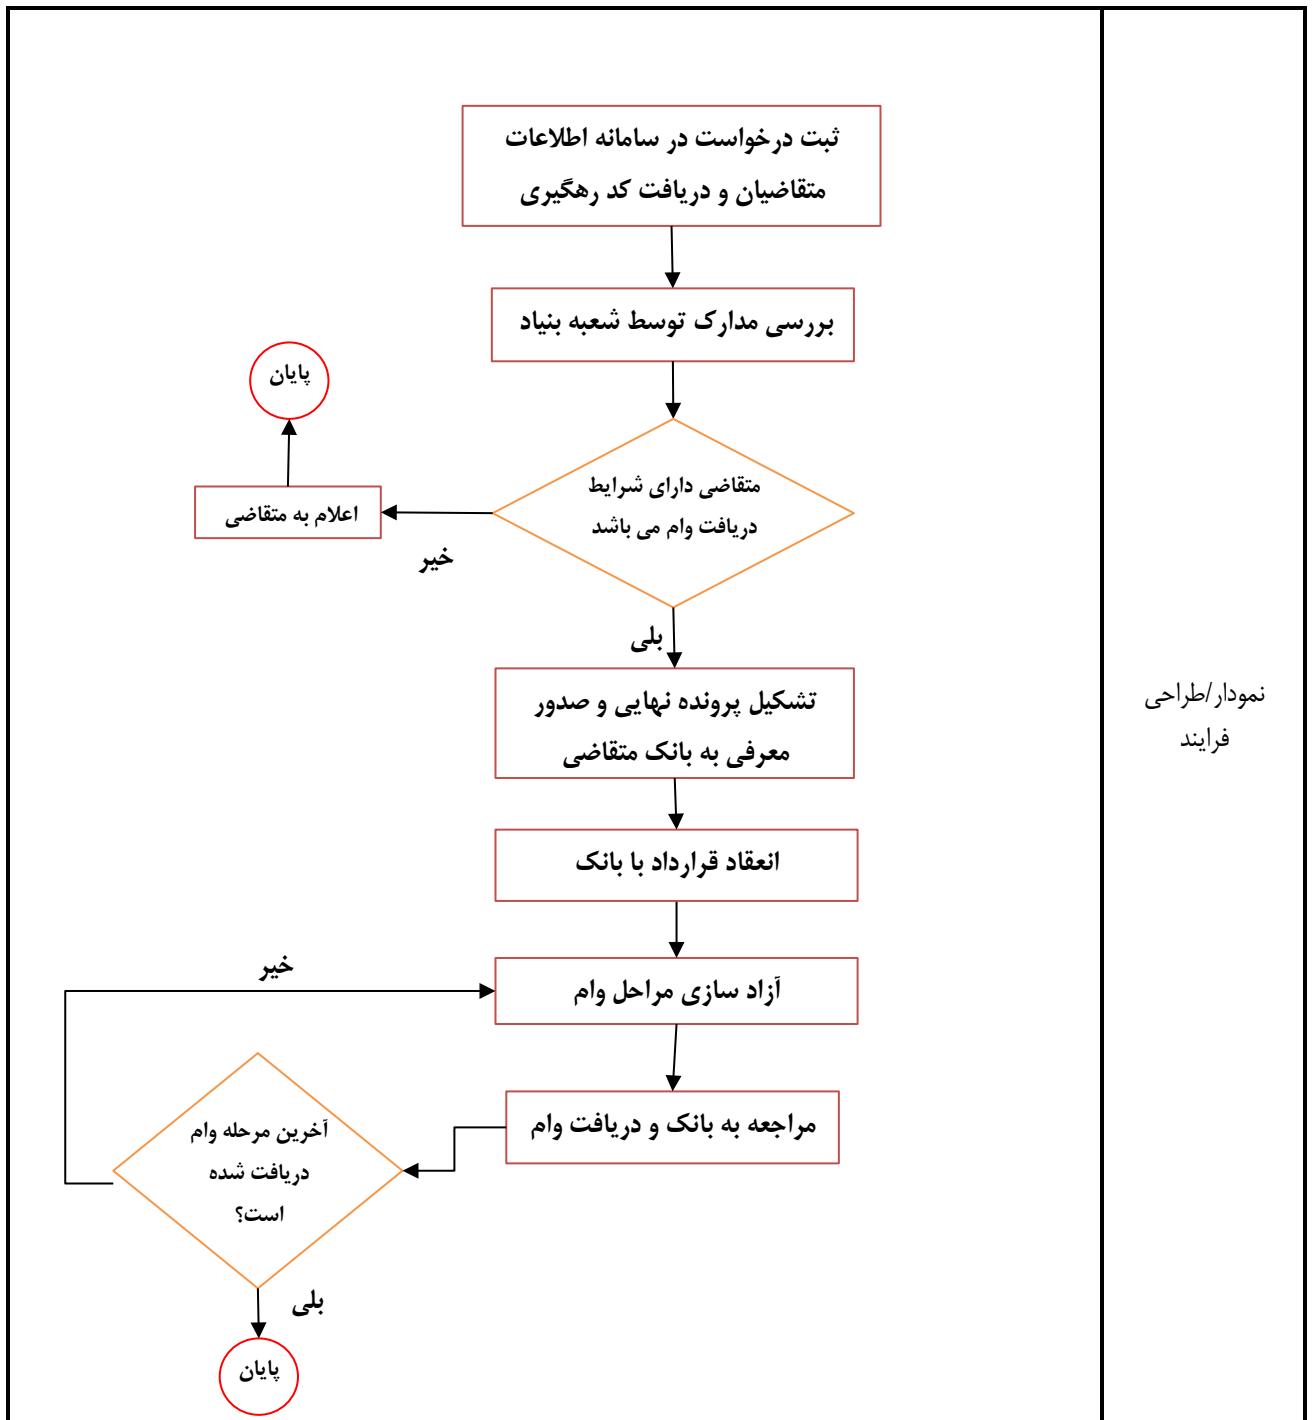 ثبت درخواست در سامانه اطلاعات
متقاضیان و دریافت کد رهگیری
بررسی مدارک توسط شعبه بنیاد
پایان
متقاضی دارای شرایط
دریافت وام می باشد
اعلام به متقاضی
خیر
بلی
تشکیل پرونده نهایی و صدور
معرفی به بانک متقاضی
انعقاد قرارداد با بانک
خیر
آزاد سازی مراحل وام
مراجعه به بانک و دریافت وام
آخرین مرحله وام
دریافت شده
است؟
بلی
پایان
نمودار/طراحی
فرایند